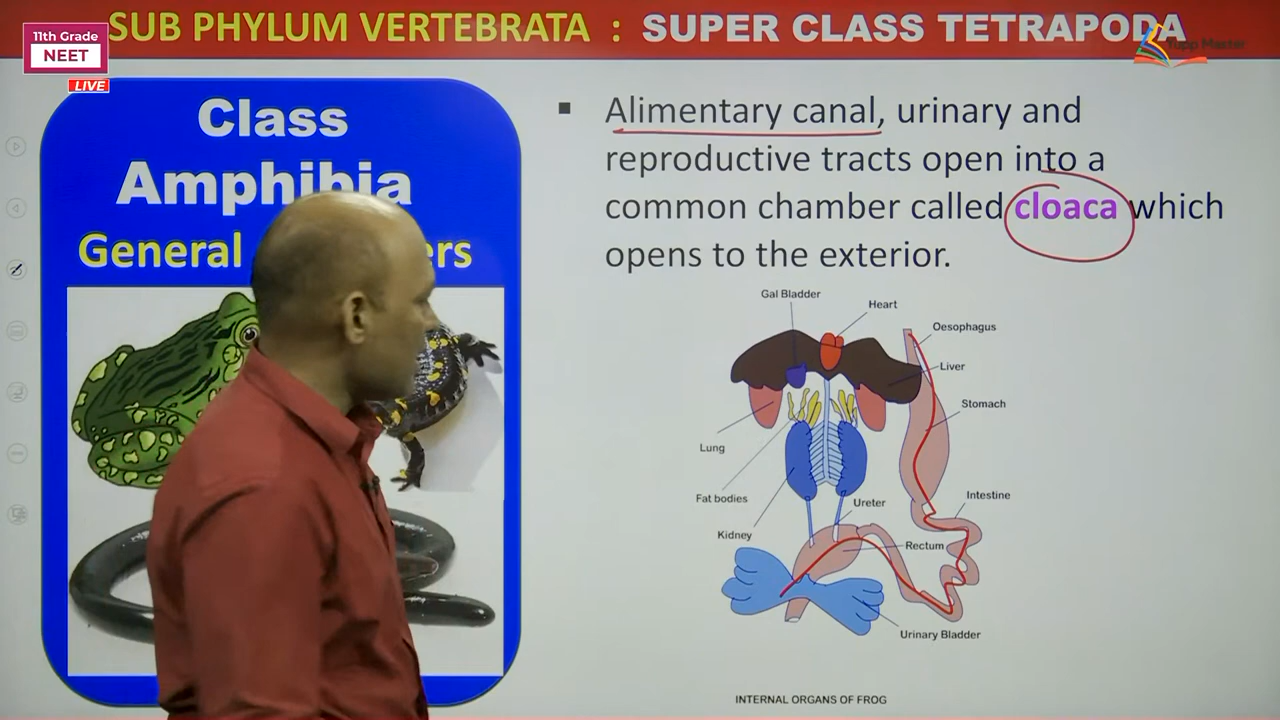 SUB PHYLUM VERTEBRATA : SUPER CLASS TETRAPODA
11th Grade
NEET
LIVE
Class
Amphibia
General
ers
▪ Alimentary canal, urinary and
reproductive tracts open into a
common chamber called cloaca which
opens to the exterior.
Gal Bladder
Heart
Oesophagus
Liver
Stomach
Lung
Fat bodies
Intestine
Ureter
Kidney
Rectum
Urinary Bladder
INTERNAL ORGANS OF FROG